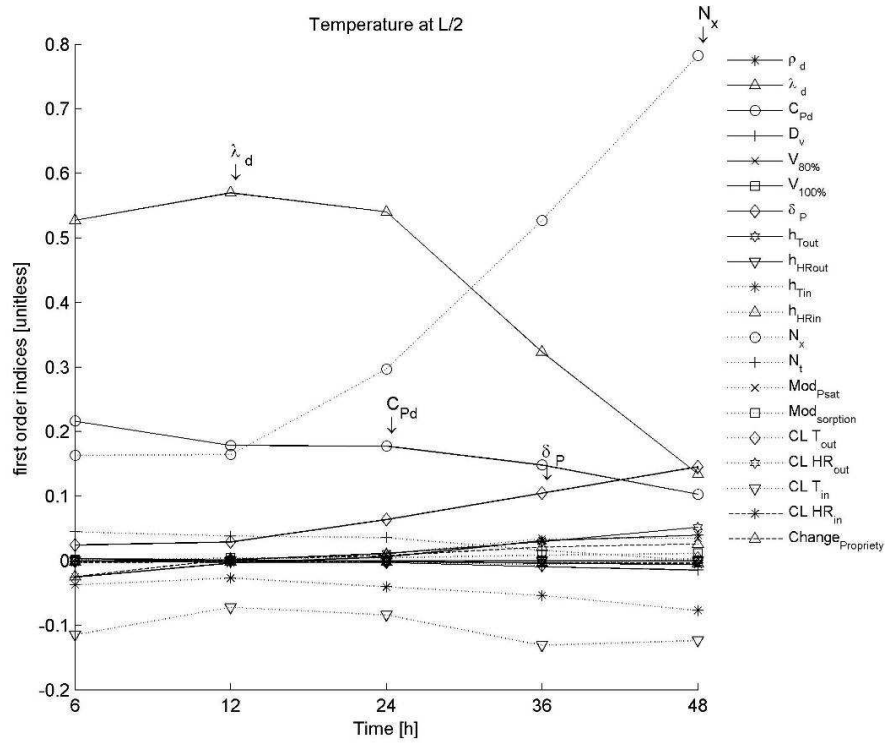 Temperature at L/2
N_x
↓
λ_d
↓
C_Pd
↓
δ_P
↓
first order indices [unitless]
0.8
0.7
0.6
0.5
0.4
0.3
0.2
0.1
0
-0.1
-0.2
6
12
24
36
48
Time [h]
ρ_d
λ_d
C_Pd
D_v
V_80%
V_100%
δ_P
h_Tout
h_HRout
h_Tin
h_HRin
N_x
N_t
Mod_Psat
Mod_sorption
CL T_out
CL HR_out
CL T_in
CL HR_in
Change_Propriety